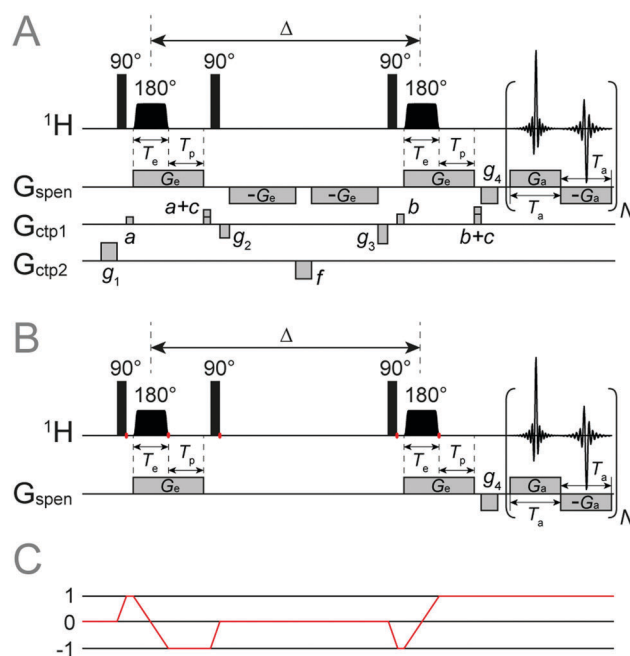 A
Δ
90° 90° 90°
180° 180°
¹H
Tₑ Tₚ Tₑ Tₚ g₄ Tₐ
Gspen Gₑ -Gₑ -Gₑ Gₑ Gₐ -Gₐ
Tₐ N
Gctp1 a a+c g₂ g₃ b b+c
Gctp2 g₁ f
B
Δ
90° 90° 90°
180° 180°
¹H
Tₑ Tₚ Tₑ Tₚ g₄ Tₐ
Gspen Gₑ Gₑ Gₐ -Gₐ
Tₐ N
C
1
0
-1